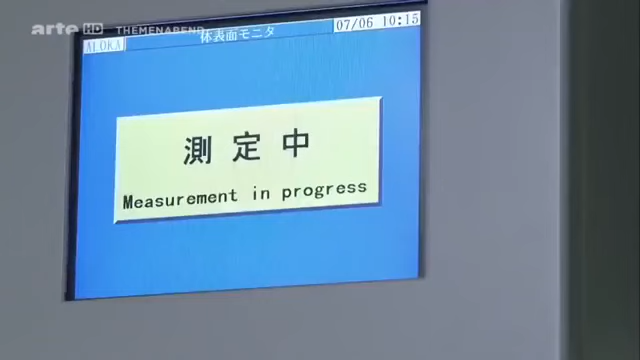 arte HD THEMENABEND
ALOKA 体表面モニタ 07/06 10:15
測定中
Measurement in progress